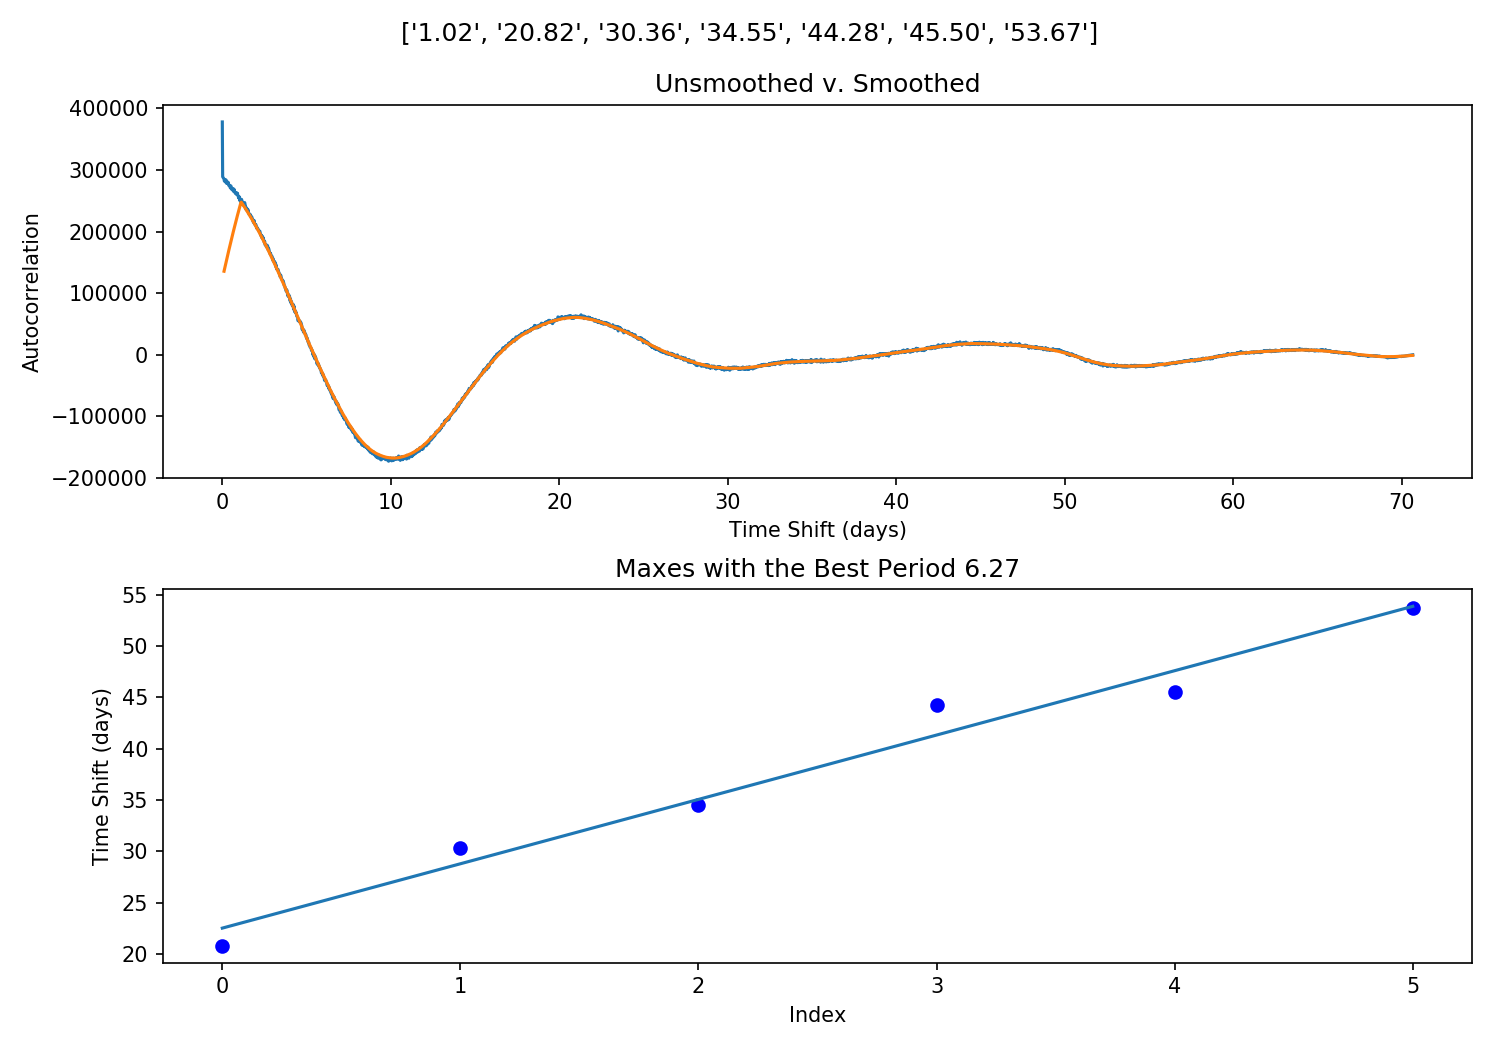 ['1.02', '20.82', '30.36', '34.55', '44.28', '45.50', '53.67']
Unsmoothed v. Smoothed
Autocorrelation
400000
300000
200000
100000
0
−100000
−200000
0 10 20 30 40 50 60 70
Time Shift (days)
Maxes with the Best Period 6.27
Time Shift (days)
55
50
45
40
35
30
25
20
0 1 2 3 4 5
Index